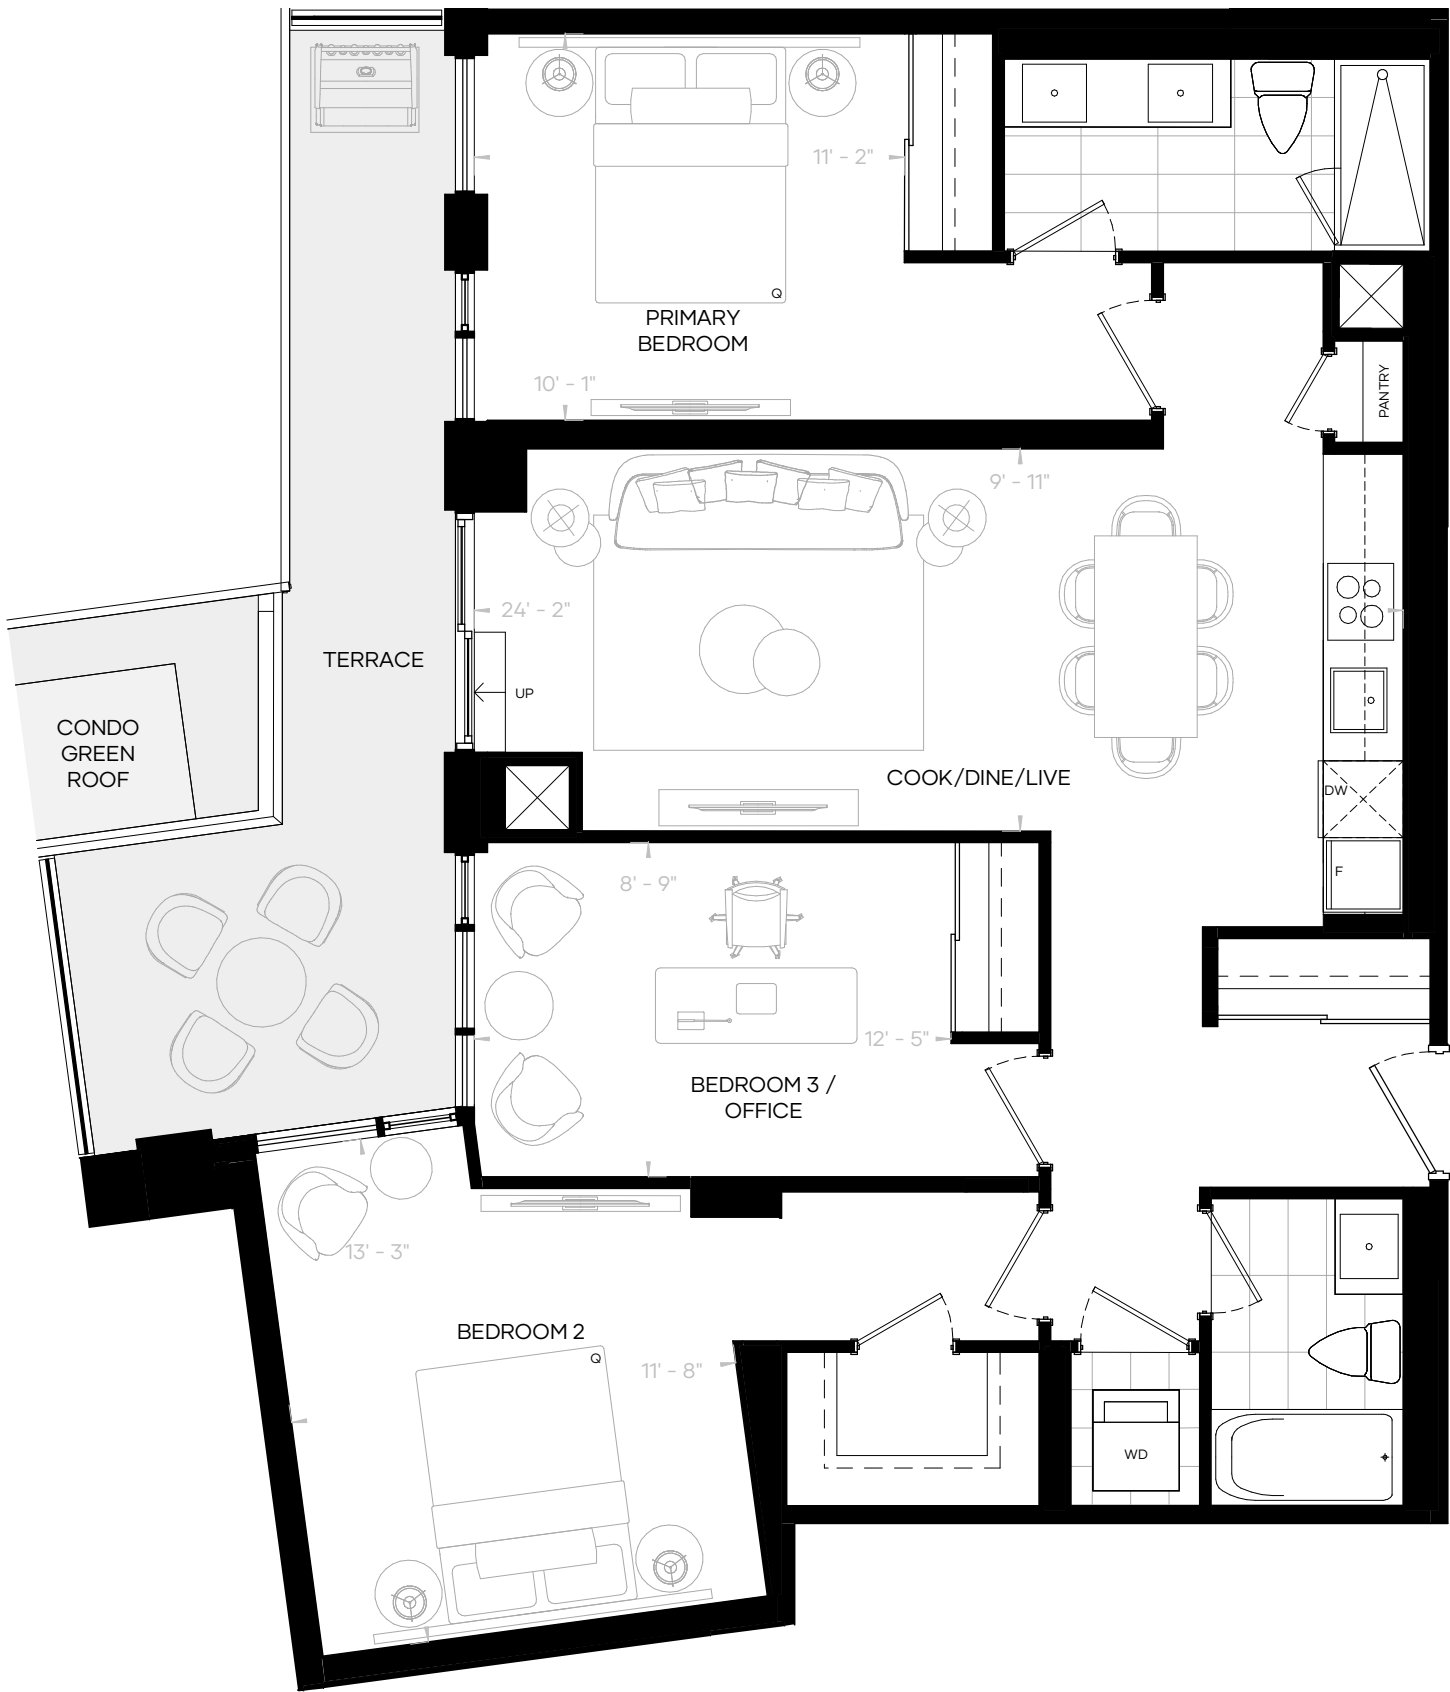 11' - 2"
Q
PRIMARY
BEDROOM
10' - 1"
PANTRY
9' - 11"
24' - 2"
TERRACE
UP
CONDO
GREEN
ROOF
COOK/DINE/LIVE
DW
F
8' - 9"
12' - 5"
BEDROOM 3 /
OFFICE
13' - 3"
BEDROOM 2
Q
11' - 8"
WD